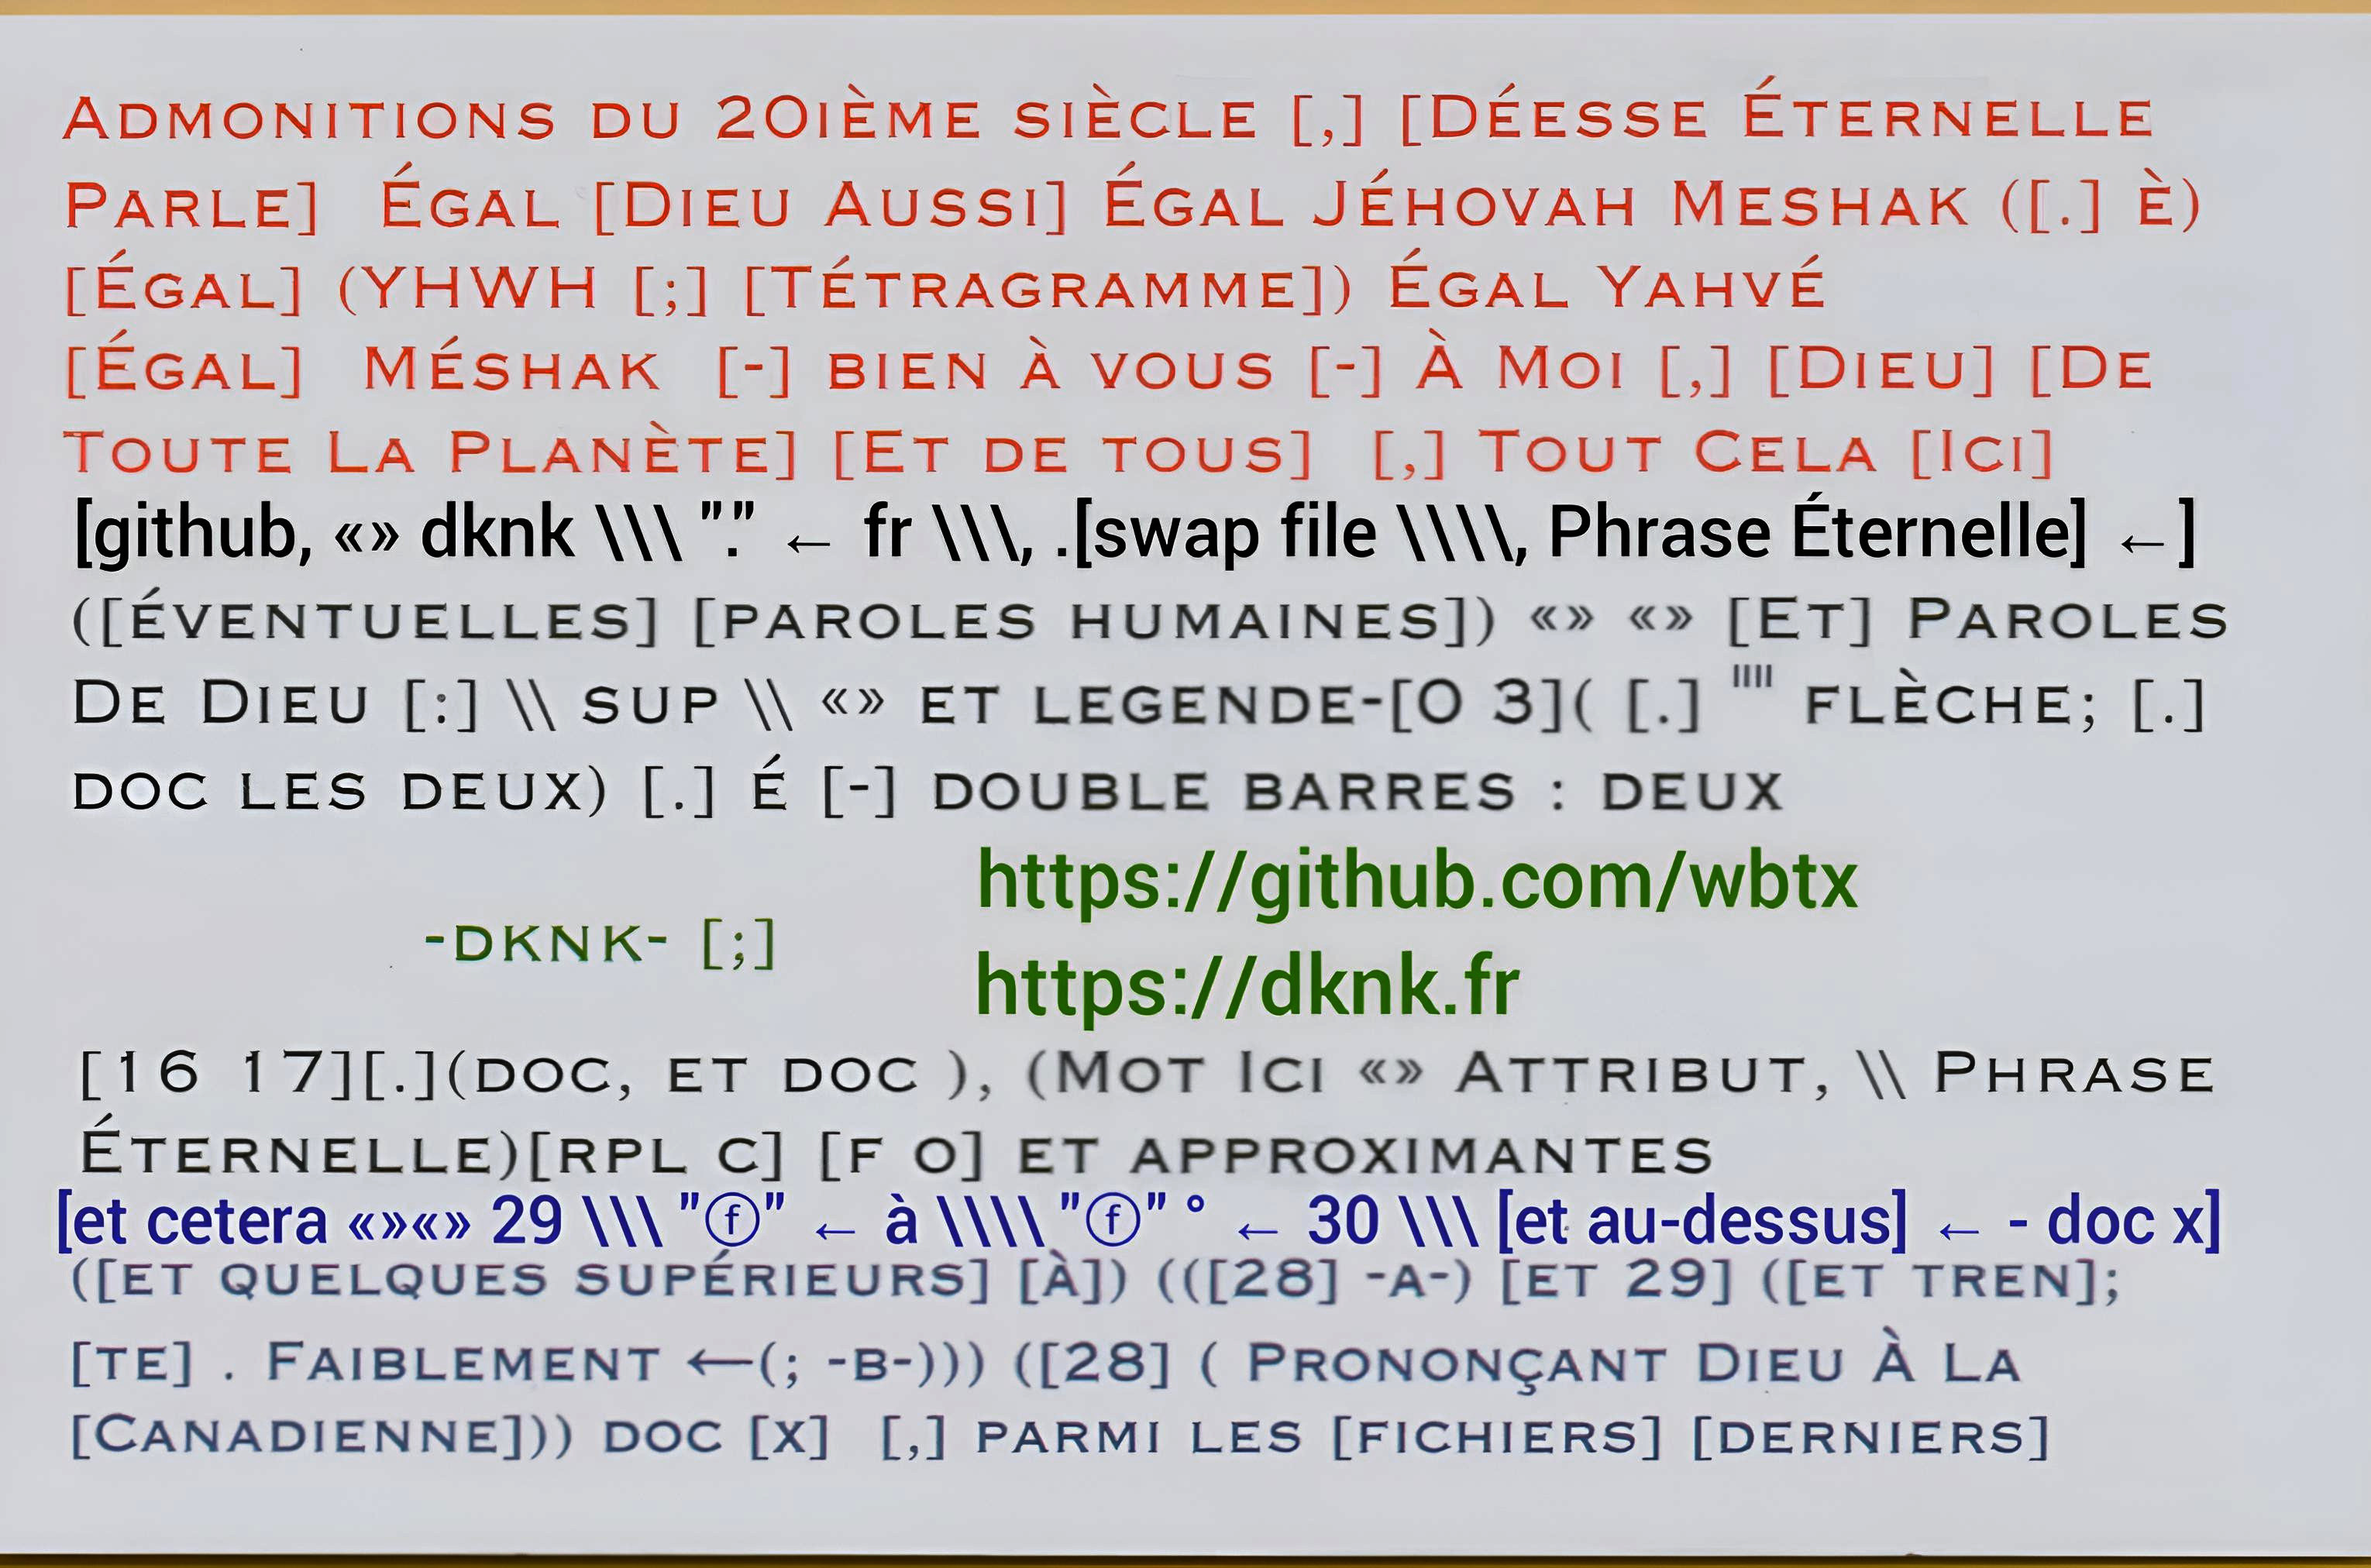 Admonitions du 20ième siècle [,] [Déesse Éternelle
Parle] Égal [Dieu Aussi] Égal Jéhovah Meshak ([.] è)
[Égal] (YHWH [;] [Tétragramme]) Égal Yahvé
[Égal] Méshak [-] bien à vous [-] À Moi [,] [Dieu] [De
Toute La Planète] [Et de tous] [,] Tout Cela [Ici]
[github, «» dknk \\\ "." ← fr \\\, .[swap file \\\\, Phrase Éternelle] ←]
([éventuelles] [paroles humaines]) «» «» [Et] Paroles
De Dieu [:] \\ sup \\ «» et legende-[0 3]( [.] '''' flèche; [.]
doc les deux) [.] é [-] double barres : deux
-dknk- [;]
https://github.com/wbtx
https://dknk.fr
[16 17][.](doc, et doc ), (Mot Ici «» Attribut, \\ Phrase
Éternelle)[rpl c] [f o] et approximantes
[et cetera «»«» 29 \\\ "ⓕ" ← à \\\\ "ⓕ" ° ← 30 \\\ [et au-dessus] ← - doc x]
([et quelques supérieurs] [à]) (([28] -a-) [et 29] ([et tren];
[te] . Faiblement ←(; -b-))) ([28] ( Prononçant Dieu À La
[Canadienne])) doc [x] [,] parmi les [fichiers] [derniers]